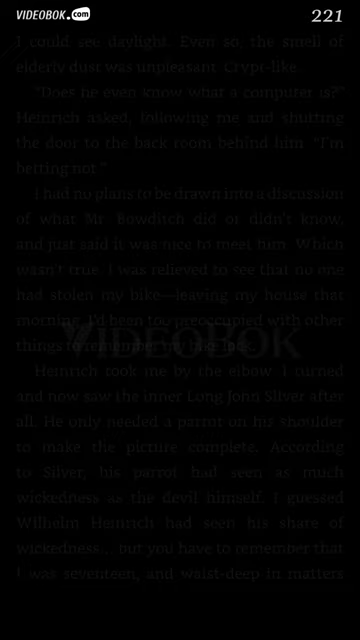 VIDEOBOK.com
221
I could see daylight. Even so, the smell of
elderly dust was unpleasant. Crypt-like.
"Does he even know what a computer is?"
Heinrich asked, following me and shutting
the door to the back room behind him. "I'm
betting not."
I had no plans to be drawn into a discussion
of what Mr. Bowditch did or didn't know,
and just said it was nice to meet him. Which
wasn't true. I was relieved to see that no one
had stolen my bike—leaving my house that
morning, I'd been too preoccupied with other
things to remember my bike lock.
VIDEOBOK
Heinrich took me by the elbow. I turned
and now saw the inner Long John Silver after
all. He only needed a parrot on his shoulder
to make the picture complete. According
to Silver, his parrot had seen as much
wickedness as the devil himself. I guessed
Wilhelm Heinrich had seen his share of
wickedness... but you have to remember that
I was seventeen, and waist-deep in matters